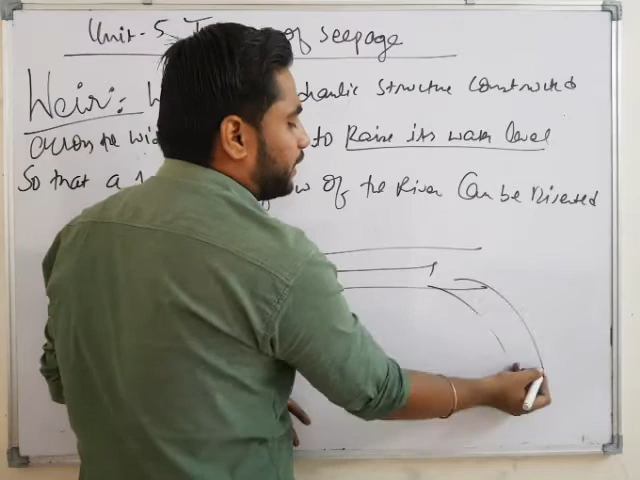 Unit-5 T of Seepage
Weir:- draulic Structure Constructed
across the wi to Raise its water level
So that a of the River Can be Diverted